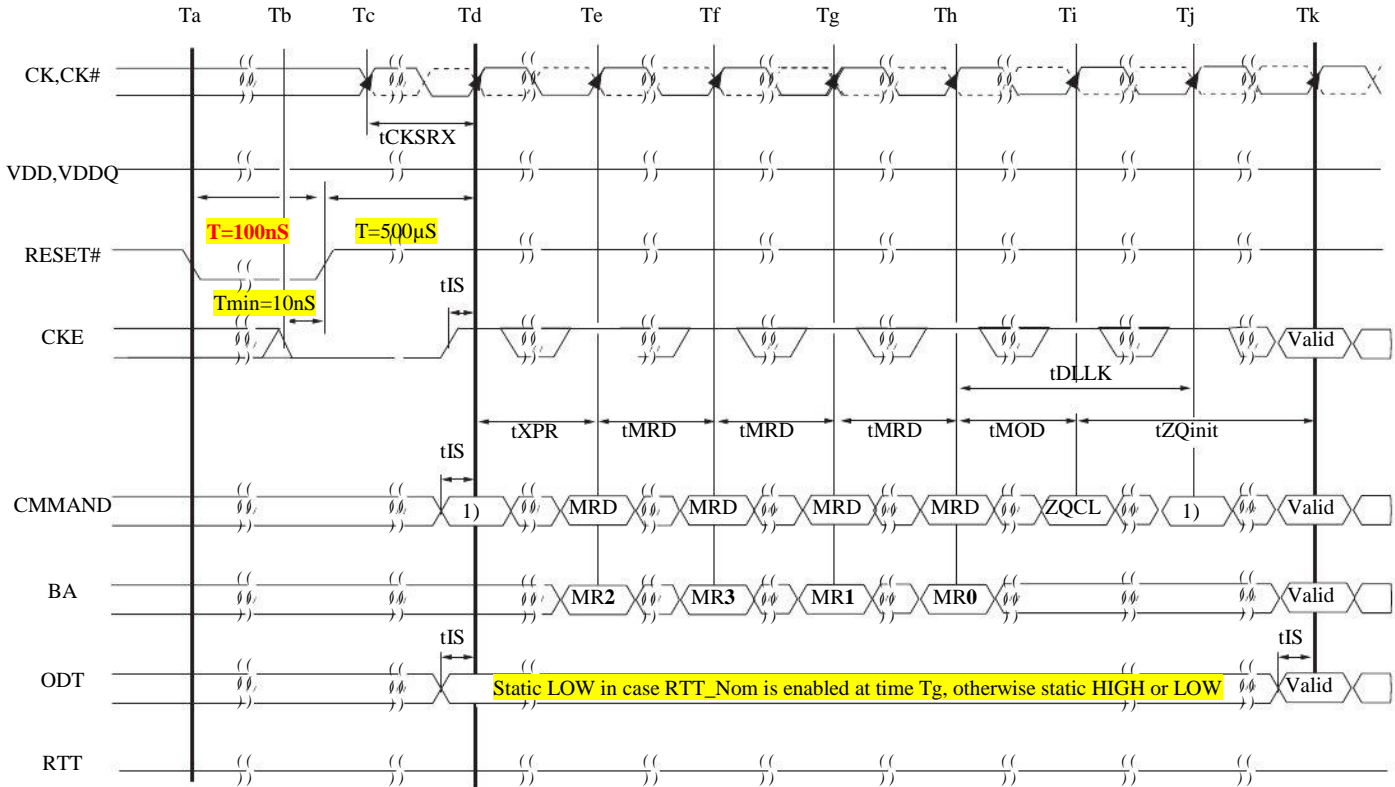 Ta Tb Tc Td Te Tf Tg Th Ti Tj Tk
CK,CK#
tCKSRX
VDD,VDDQ
T=100nS T=500µS
RESET#
Tmin=10nS tIS
CKE Valid
tDLLK
tXPR tMRD tMRD tMRD tMOD tZQinit
tIS
CMMAND 1) MRD MRD MRD MRD ZQCL 1) Valid
BA MR2 MR3 MR1 MR0 Valid
tIS tIS
ODT Static LOW in case RTT_Nom is enabled at time Tg, otherwise static HIGH or LOW Valid
RTT